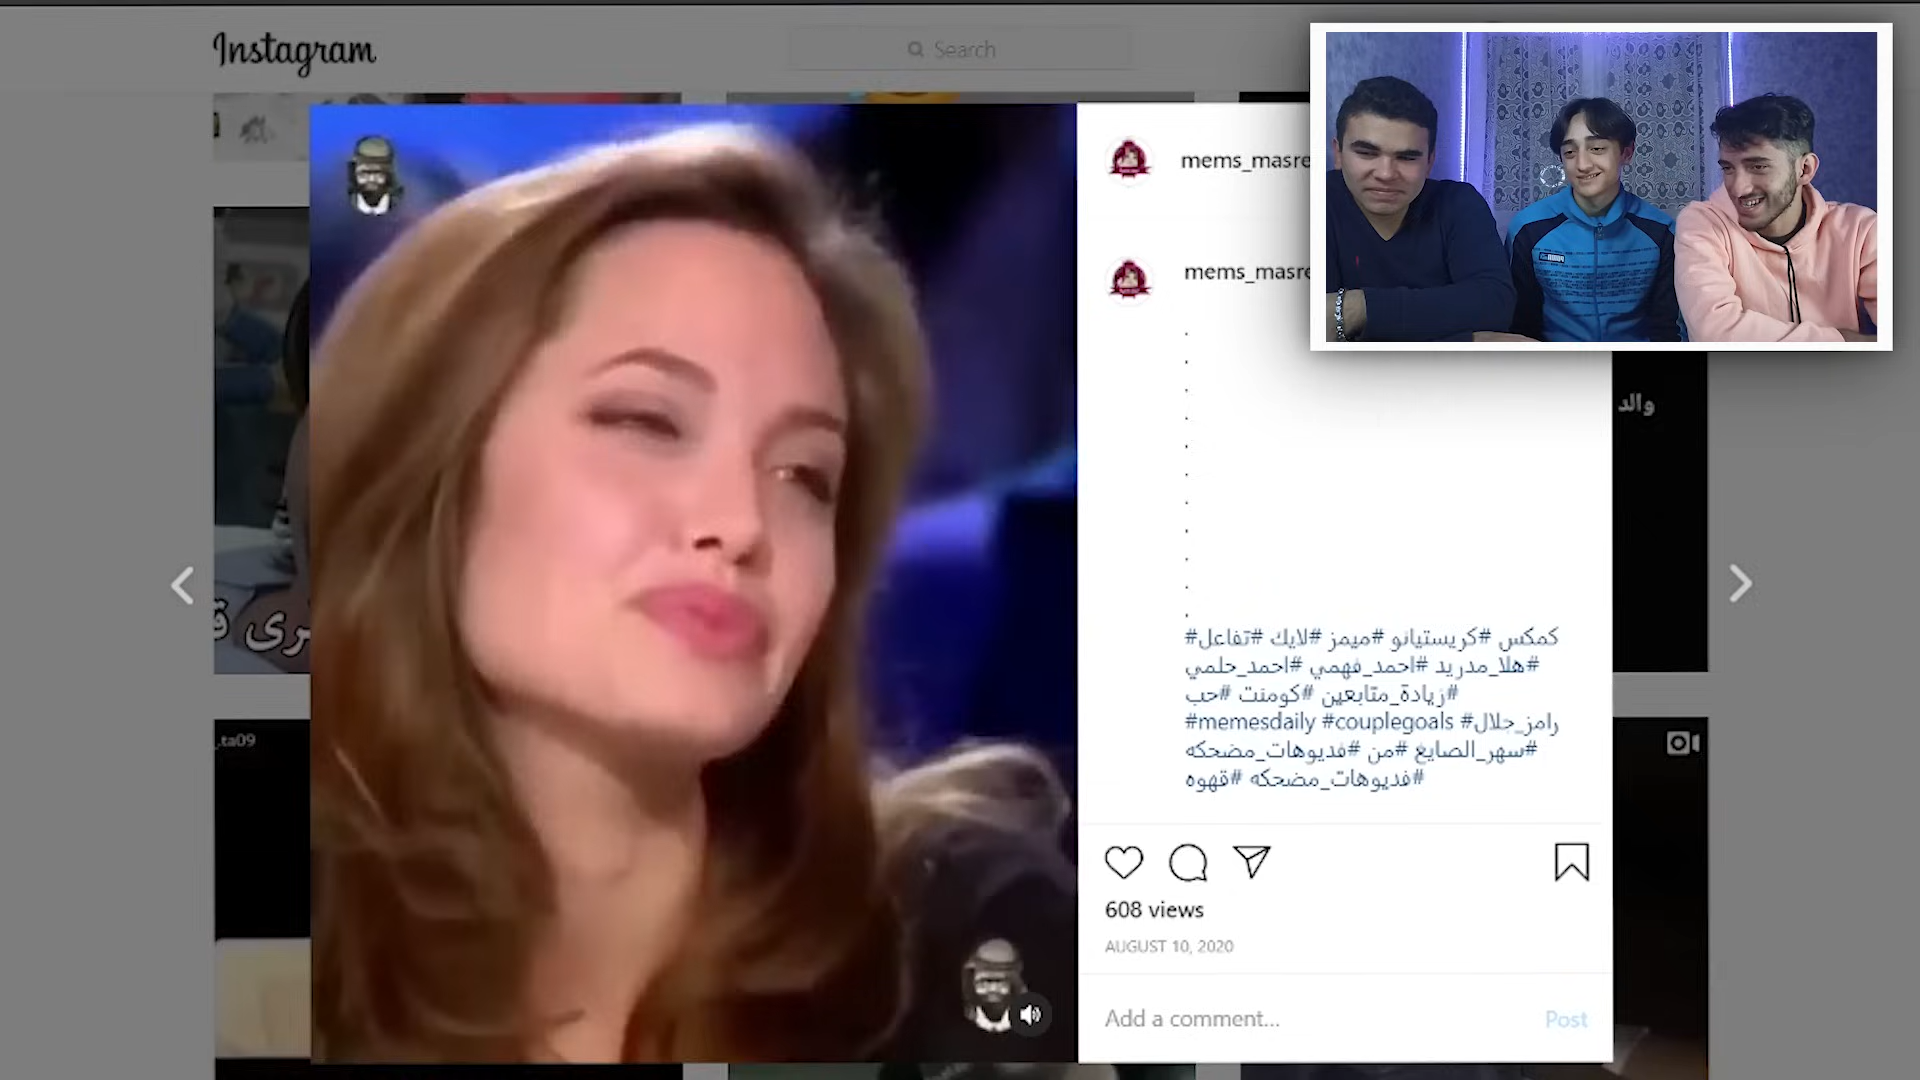 Instagram
Search
mems_masre
mems_masre
.
.
.
.
.
.
.
.
.
.
.
#كمكس #كريستيانو #ميمز #لايك #تفاعل
#هلا_مدريد #احمد_فهمي #احمد_حلمي
#زيادة_متابعين #كومنت #حب
#memesdaily #couplegoals #رامز_جلال
#سهر_الصايغ #من #فديوهات_مضحكه
#فديوهات_مضحكه #قهوه
608 views
AUGUST 10, 2020
Add a comment... Post
والد
.ta09